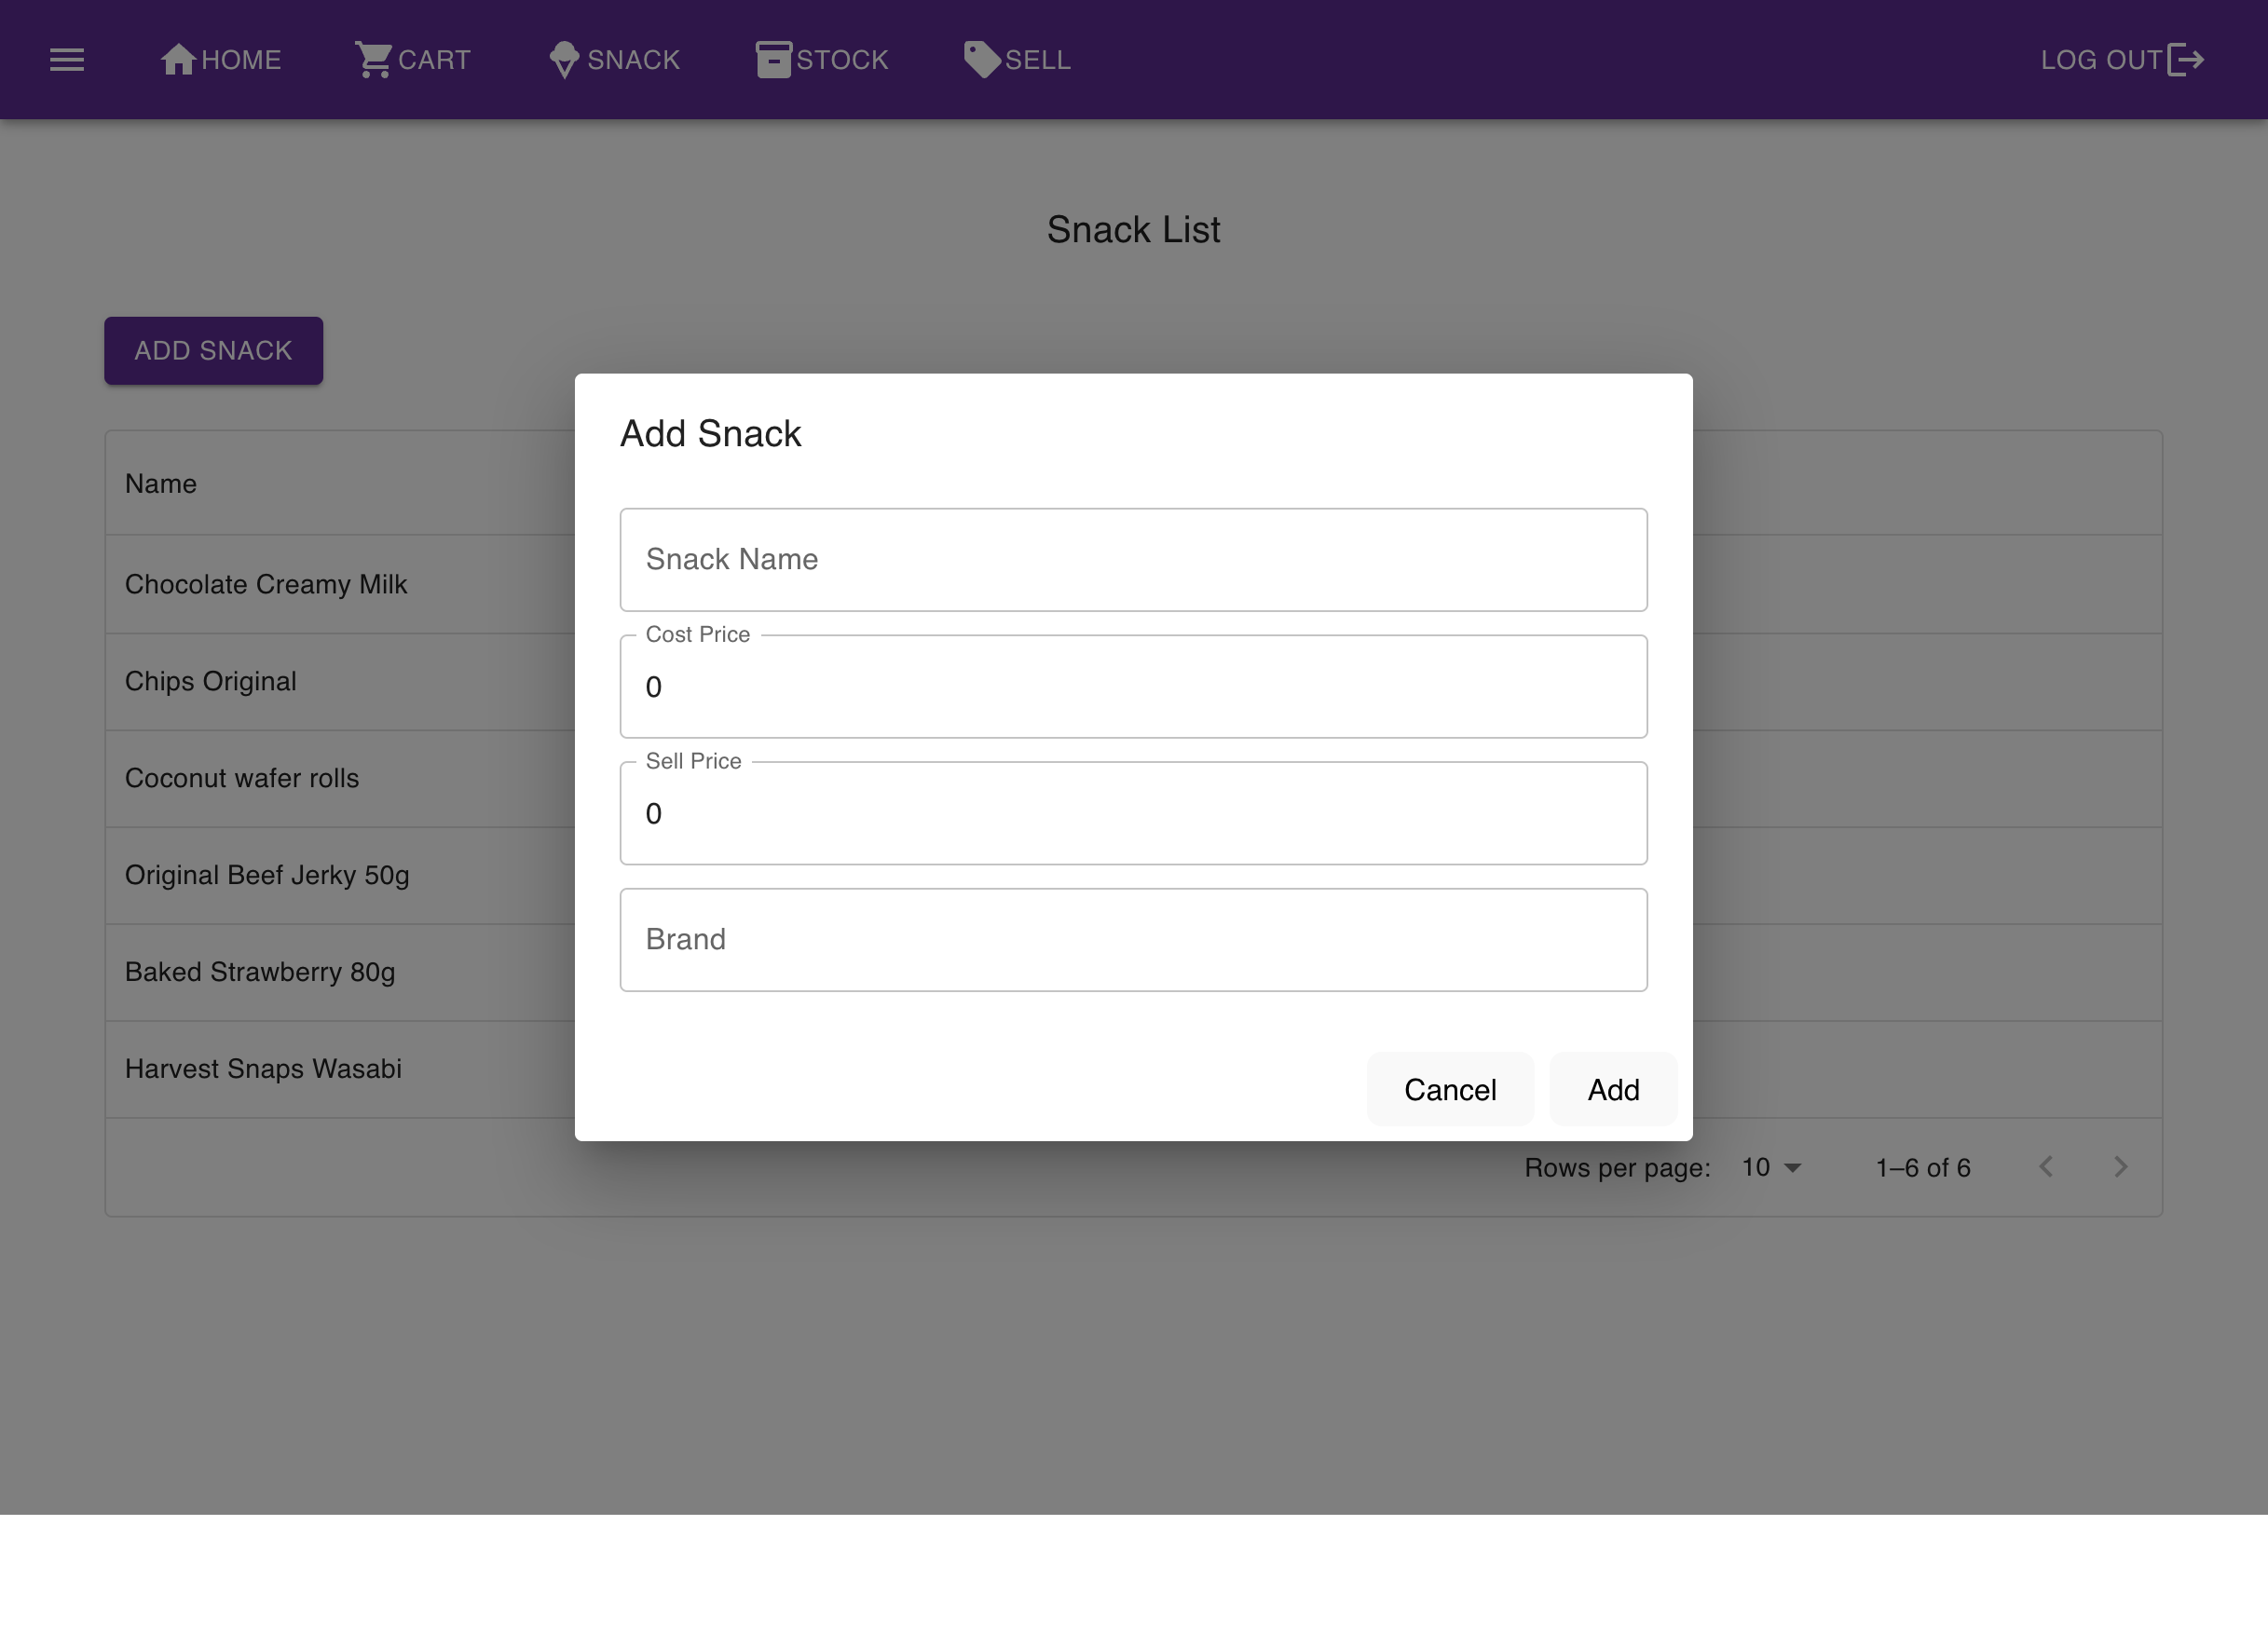 HOME CART SNACK STOCK SELL LOG OUT
Snack List
ADD SNACK
Name
Chocolate Creamy Milk
Chips Original
Coconut wafer rolls
Original Beef Jerky 50g
Baked Strawberry 80g
Harvest Snaps Wasabi
Rows per page: 10 1–6 of 6
Add Snack
Snack Name
Cost Price
0
Sell Price
0
Brand
Cancel Add